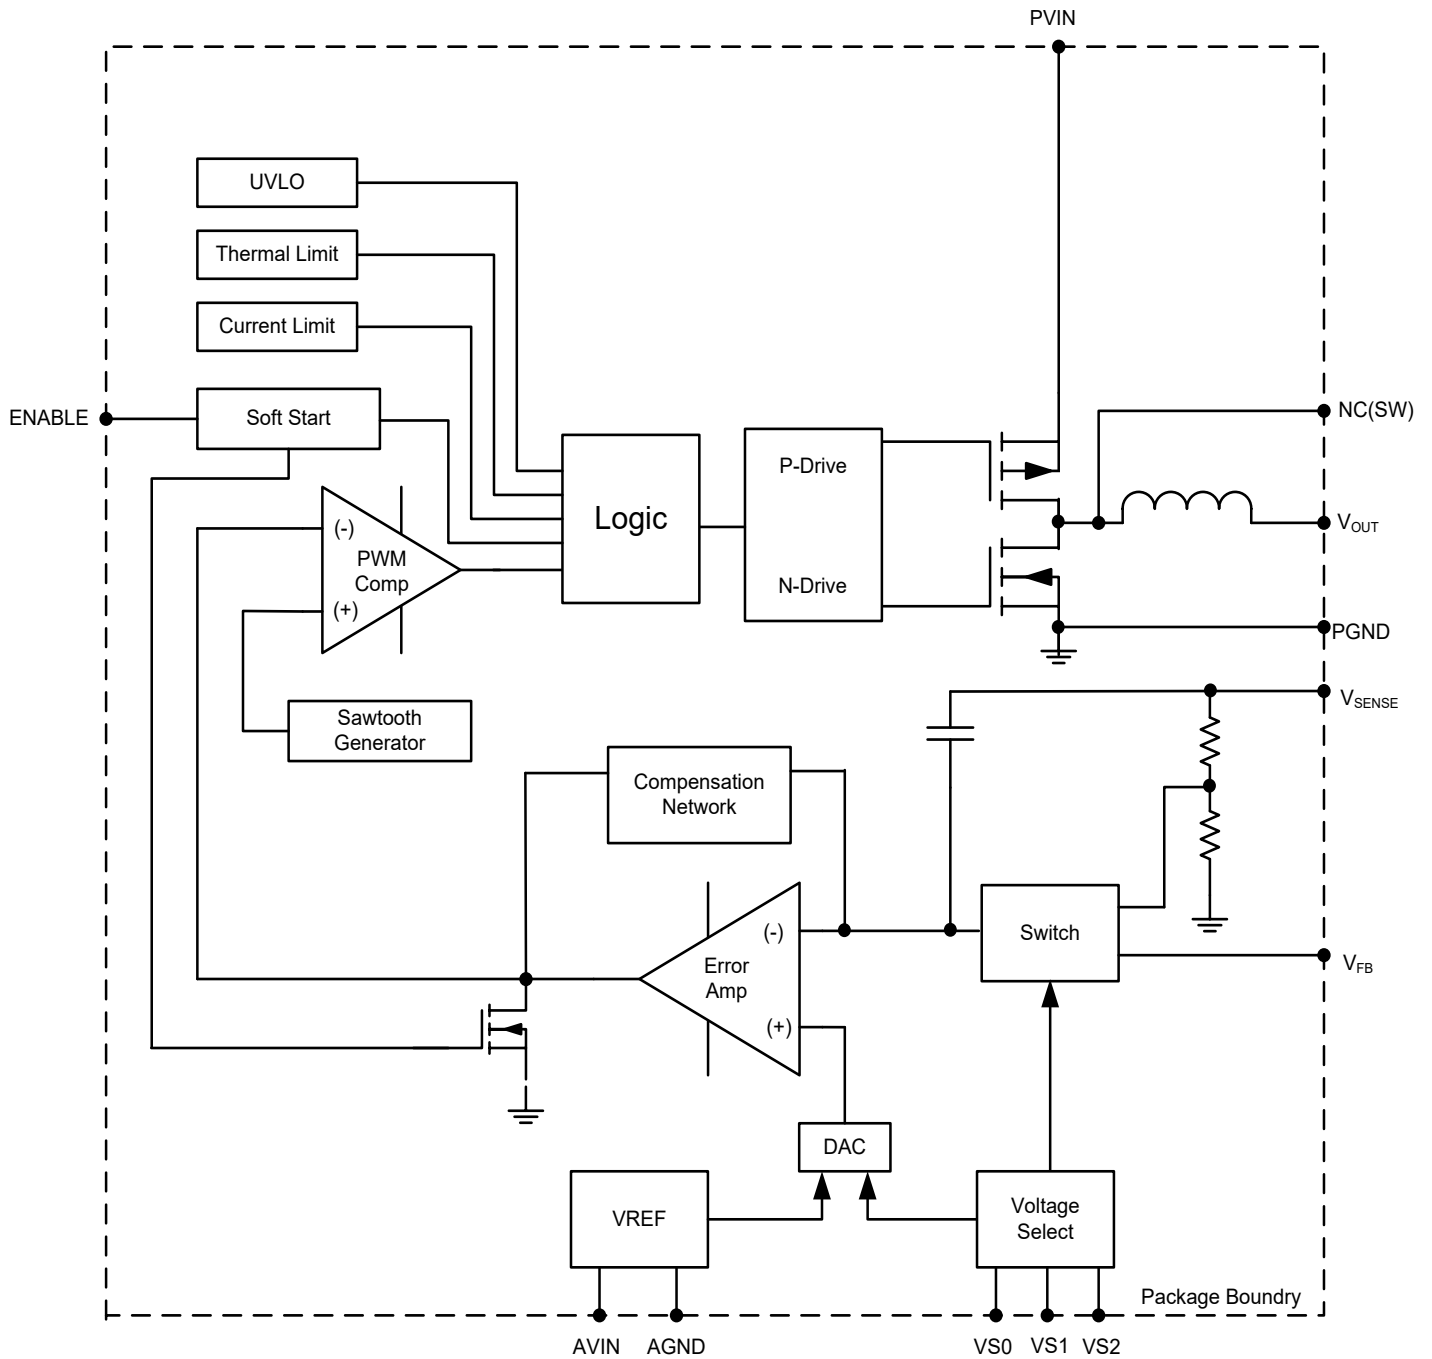 PVIN
UVLO
Thermal Limit
Current Limit
ENABLE
Soft Start
NC(SW)
(-)
PWM
Comp
(+)
Logic
P-Drive
N-Drive
VOUT
PGND
VSENSE
Sawtooth
Generator
Compensation
Network
(-)
Error
Amp
(+)
Switch
VFB
DAC
VREF
Voltage
Select
Package Boundry
AVIN
AGND
VS0
VS1
VS2